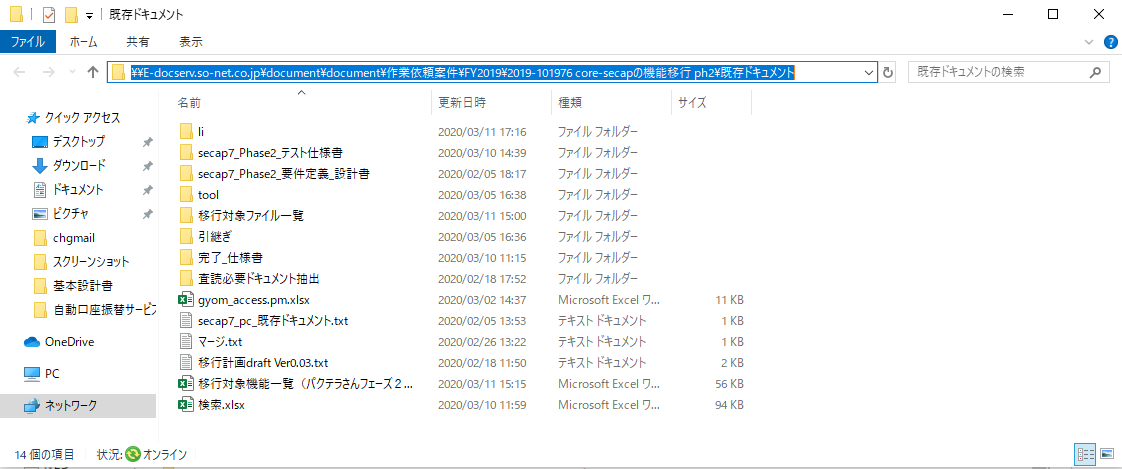 既存ドキュメント
ファイル ホーム 共有 表示
¥¥E-docserv.so-net.co.jp¥document¥document¥作業依頼案件¥FY2019¥2019-101976 core-secapの機能移行 ph2¥既存ドキュメント 既存ドキュメントの検索
名前 更新日時 種類 サイズ
クイック アクセス
デスクトップ
ダウンロード
ドキュメント
ピクチャ
chgmail
スクリーンショット
基本設計書
自動口座振替サービス
OneDrive
PC
ネットワーク
li 2020/03/11 17:16 ファイル フォルダー
secap7_Phase2_テスト仕様書 2020/03/10 14:39 ファイル フォルダー
secap7_Phase2_要件定義_設計書 2020/02/05 18:17 ファイル フォルダー
tool 2020/03/05 16:38 ファイル フォルダー
移行対象ファイル一覧 2020/03/11 15:00 ファイル フォルダー
引継ぎ 2020/03/05 16:36 ファイル フォルダー
完了_仕様書 2020/03/10 11:15 ファイル フォルダー
査読必要ドキュメント抽出 2020/02/18 17:52 ファイル フォルダー
gyom_access.pm.xlsx 2020/03/02 14:37 Microsoft Excel ワ... 11 KB
secap7_pc_既存ドキュメント.txt 2020/02/05 13:53 テキスト ドキュメント 1 KB
マージ.txt 2020/02/26 13:22 テキスト ドキュメント 1 KB
移行計画draft Ver0.03.txt 2020/02/18 11:50 テキスト ドキュメント 2 KB
移行対象機能一覧（パクテラさんフェーズ２... 2020/03/11 15:15 Microsoft Excel ワ... 56 KB
検索.xlsx 2020/03/10 11:59 Microsoft Excel ワ... 94 KB
14 個の項目 状況: オンライン